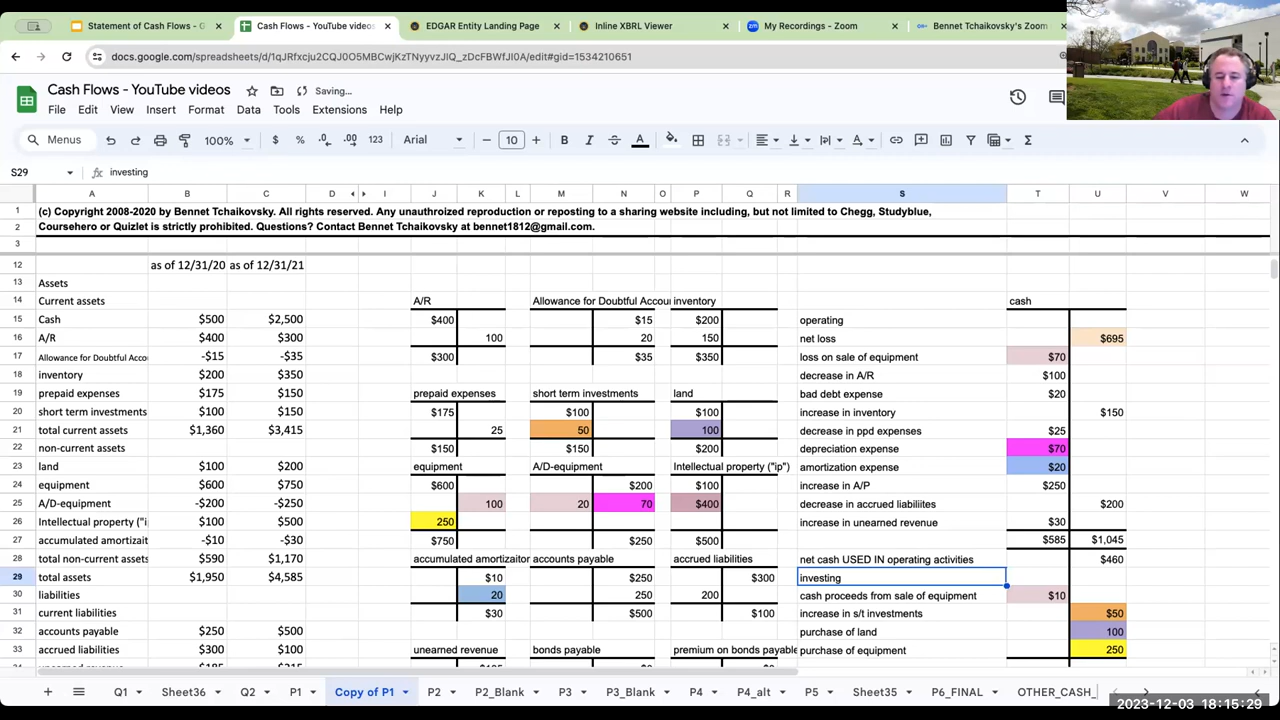 Statement of Cash Flows - G
Cash Flows - YouTube videos
EDGAR Entity Landing Page
Inline XBRL Viewer
My Recordings - Zoom
Bennet Tchaikovsky's Zoom
docs.google.com/spreadsheets/d/1qJRfxcju2CQJ0O5MBCwjKzTNyyvzJlQ_zDcFBWfJI0A/edit#gid=1534210651
Cash Flows - YouTube videos Saving...
File Edit View Insert Format Data Tools Extensions Help
Menus 100% $ % .0 .00 123 Arial 10 B I S A
S29 fx investing
A B C D I J K L M N O P Q R S T U V W
1 (c) Copyright 2008-2020 by Bennet Tchaikovsky. All rights reserved. Any unauthroized reproduction or reposting to a sharing website including, but not limited to Chegg, Studyblue,
2 Coursehero or Quizlet is strictly prohibited. Questions? Contact Bennet Tchaikovsky at bennet1812@gmail.com.
3
12 as of 12/31/20 as of 12/31/21
13 Assets
14 Current assets A/R Allowance for Doubtful Accou inventory cash
15 Cash $500 $2,500 $400 $15 $200 operating
16 A/R $400 $300 100 20 150 net loss $695
17 Allowance for Doubtful Acco -$15 -$35 $300 $35 $350 loss on sale of equipment $70
18 inventory $200 $350 decrease in A/R $100
19 prepaid expenses $175 $150 prepaid expenses short term investments land bad debt expense $20
20 short term investments $100 $150 $175 $100 $100 increase in inventory $150
21 total current assets $1,360 $3,415 25 50 100 decrease in ppd expenses $25
22 non-current assets $150 $150 $200 depreciation expense $70
23 land $100 $200 equipment A/D-equipment Intellectual property ("ip") amortization expense $20
24 equipment $600 $750 $600 $200 $100 increase in A/P $250
25 A/D-equipment -$200 -$250 100 20 70 $400 decrease in accrued liabiliites $200
26 Intellectual property ("i $100 $500 250 increase in unearned revenue $30
27 accumulated amortizait -$10 -$30 $750 $250 $500 $585 $1,045
28 total non-current assets $590 $1,170 accumulated amortizaitor accounts payable accrued liabilities net cash USED IN operating activities $460
29 total assets $1,950 $4,585 $10 $250 $300 investing
30 liabilities 20 250 200 cash proceeds from sale of equipment $10
31 current liabilities $30 $500 $100 increase in s/t investments $50
32 accounts payable $250 $500 purchase of land 100
33 accrued liabilities $300 $100 unearned revenue bonds payable premium on bonds payable purchase of equipment 250
Q1 Sheet36 Q2 P1 Copy of P1 P2 P2_Blank P3 P3_Blank P4 P4_alt P5 Sheet35 P6_FINAL OTHER_CASH_
2023-12-03 18:15:29